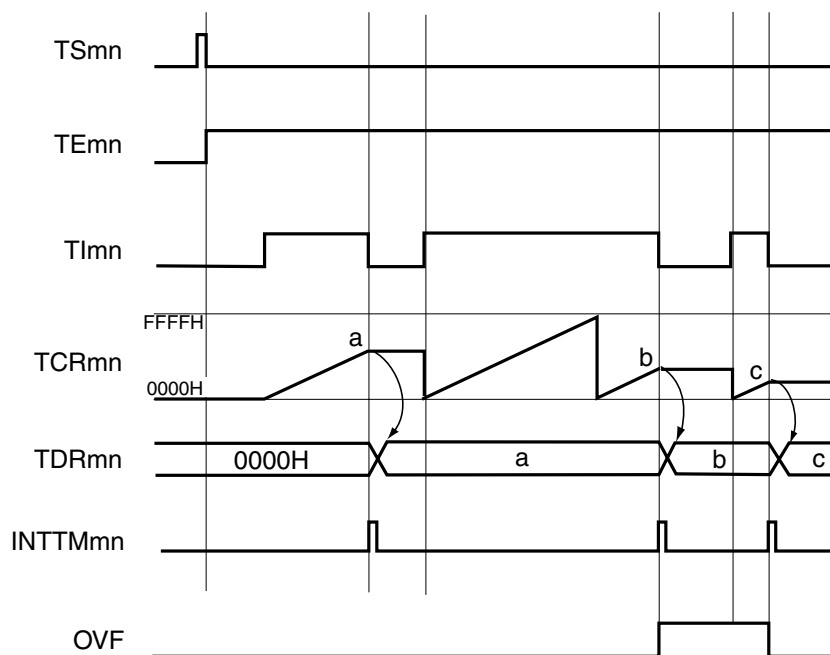 TSmn
TEmn
TImn
FFFFH
a
b
c
TCRmn
0000H
TDRmn
0000H
a
b
c
INTTMmn
OVF